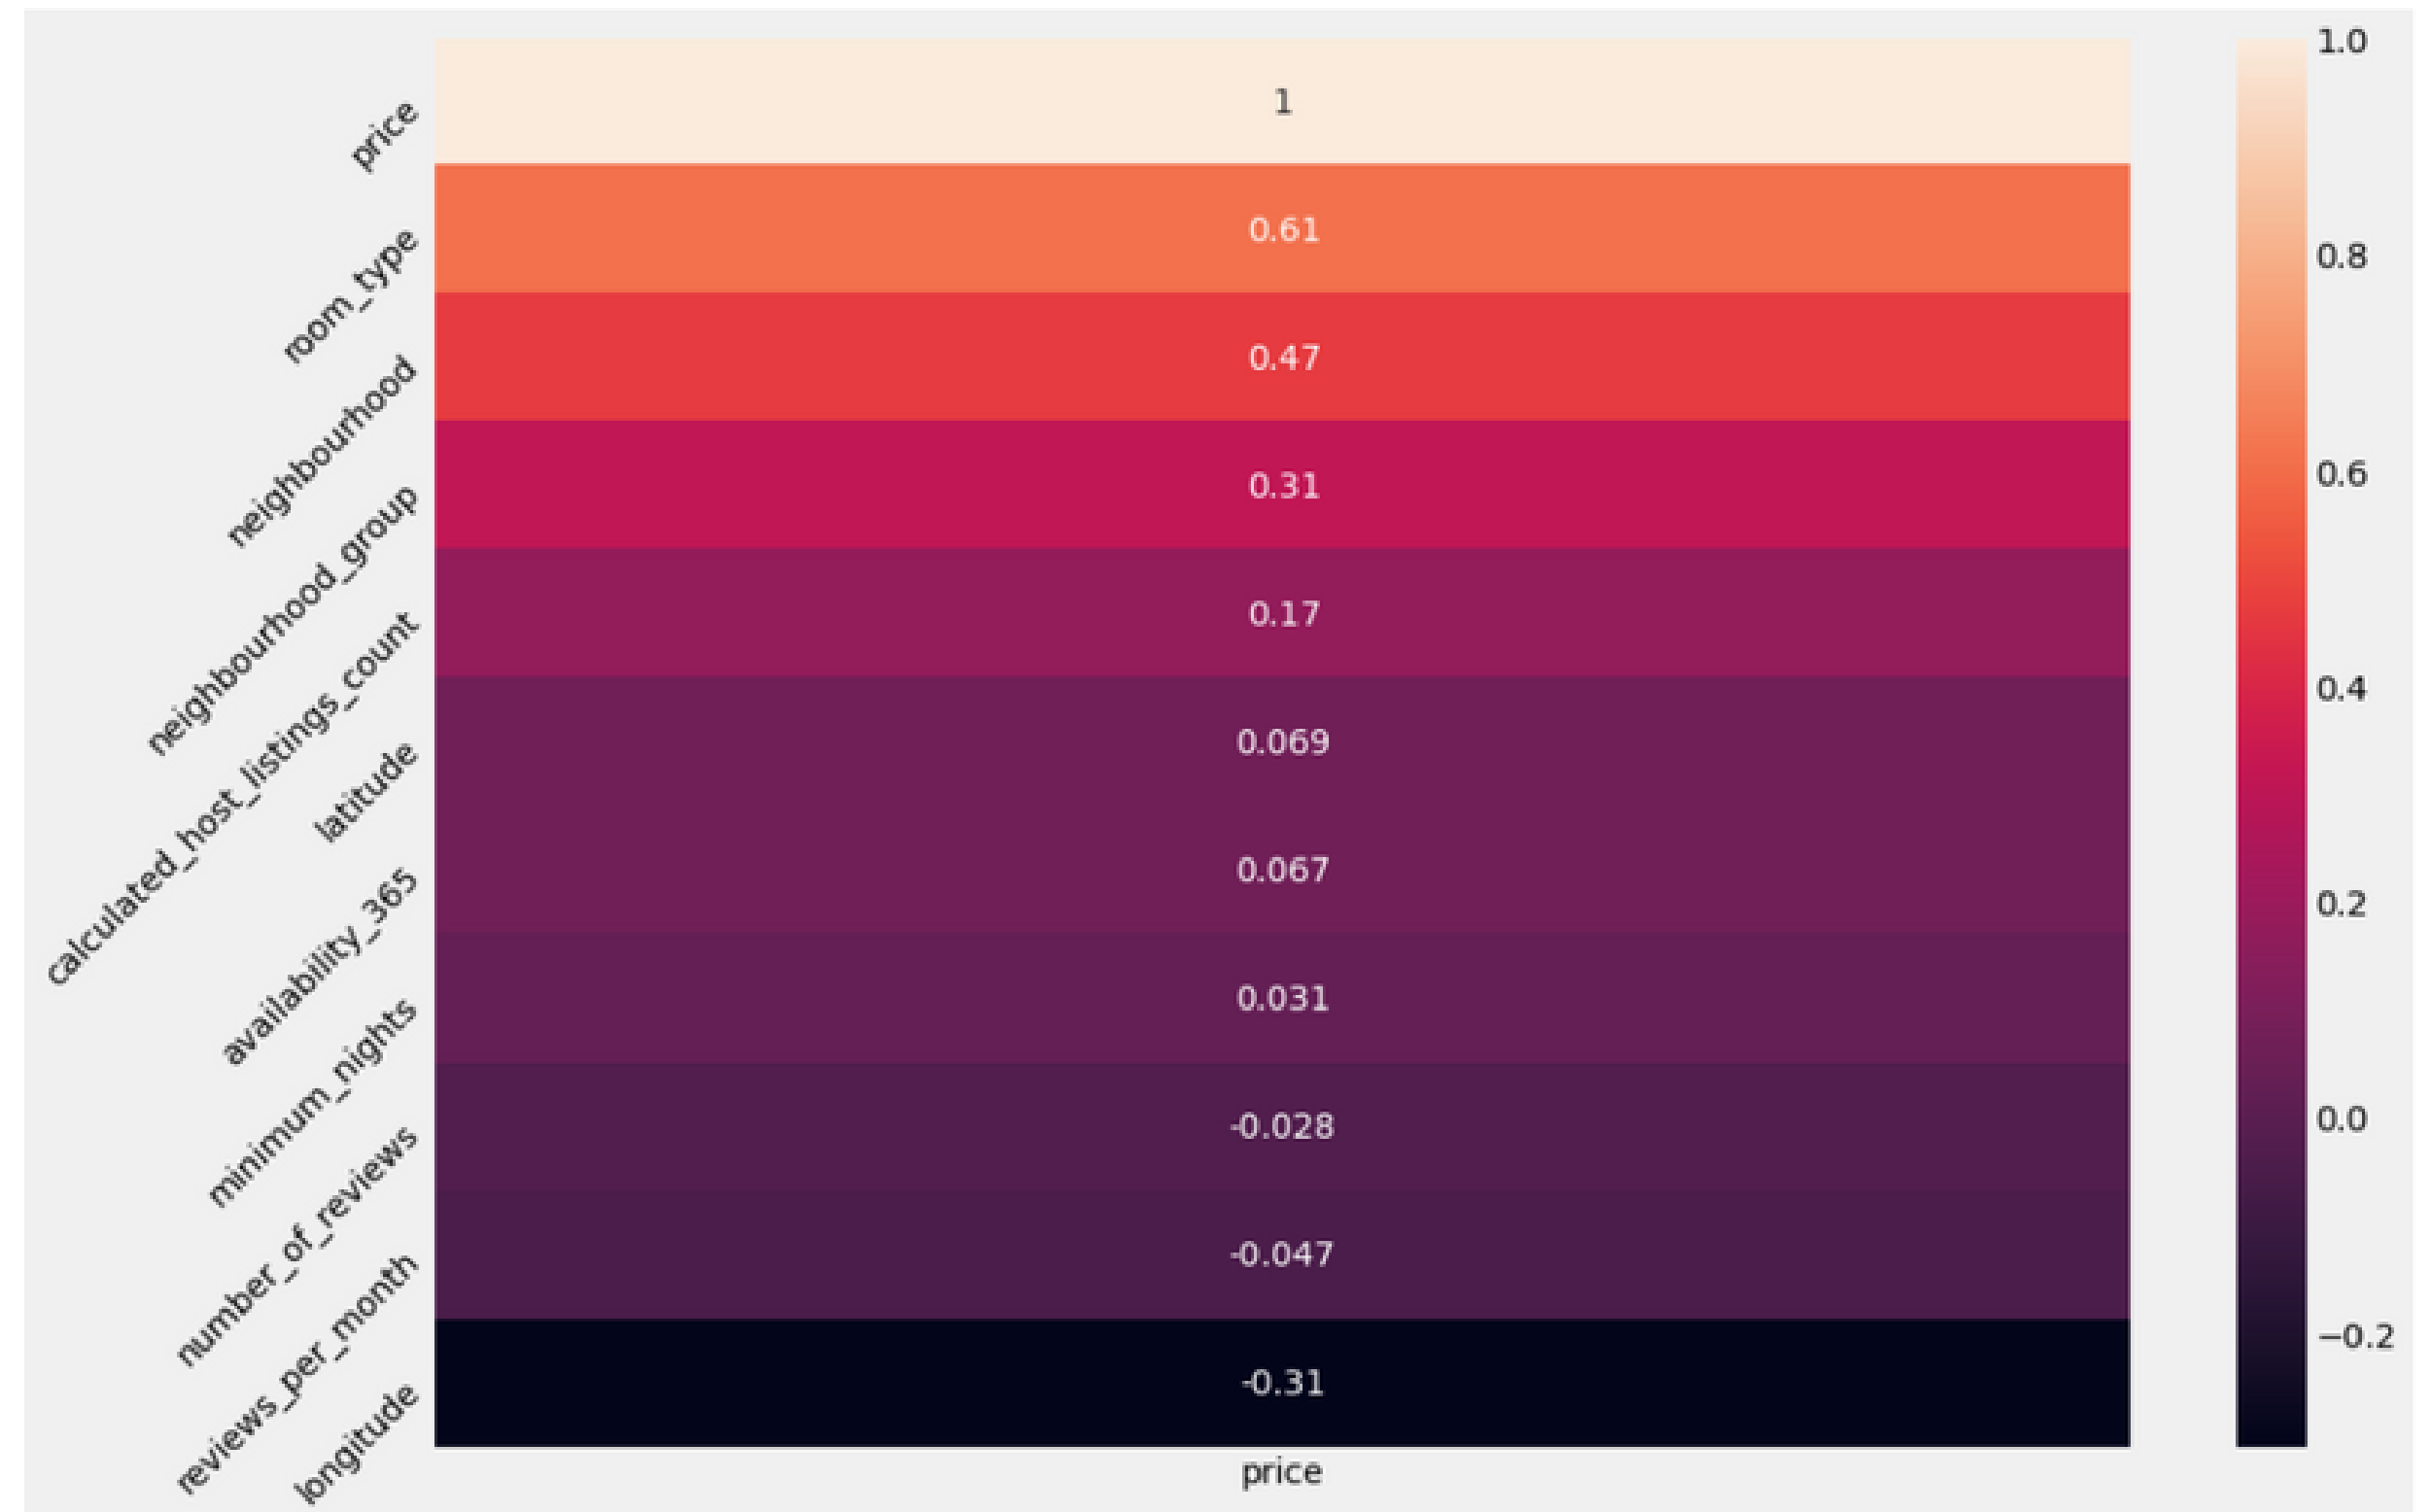 price 1
room_type 0.61
neighbourhood 0.47
neighbourhood_group 0.31
calculated_host_listings_count 0.17
latitude 0.069
availability_365 0.067
minimum_nights 0.031
number_of_reviews -0.028
reviews_per_month -0.047
longitude -0.31
price
1.0
0.8
0.6
0.4
0.2
0.0
−0.2